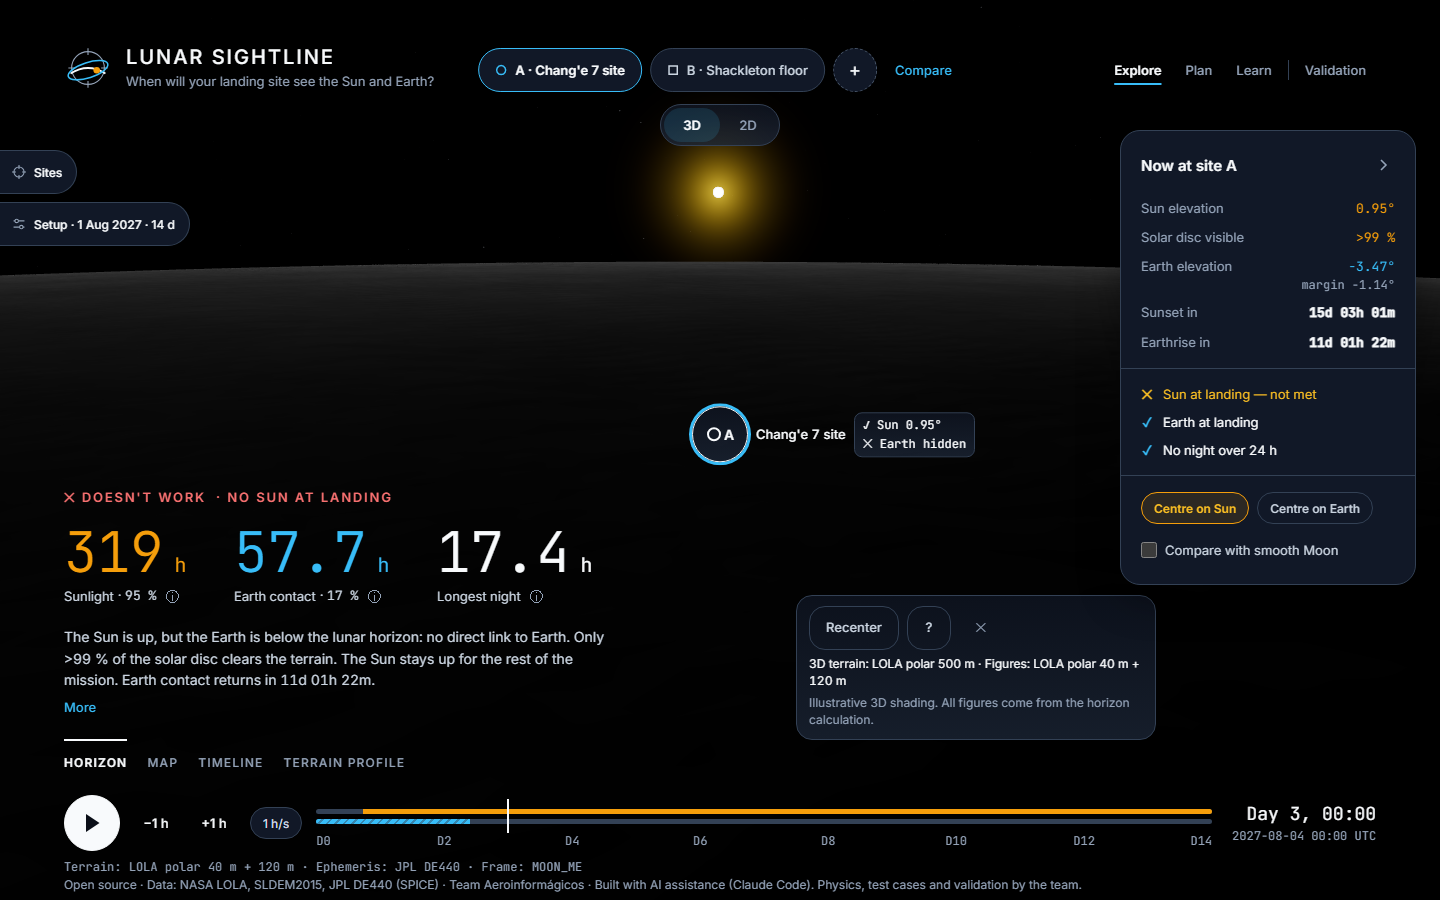 LUNAR SIGHTLINE
When will your landing site see the Sun and Earth?
A · Chang'e 7 site
B · Shackleton floor
+
Compare
Explore
Plan
Learn
Validation
3D
2D
Sites
Setup · 1 Aug 2027 · 14 d
Now at site A
Sun elevation 0.95°
Solar disc visible >99 %
Earth elevation -3.47°
margin -1.14°
Sunset in 15d 03h 01m
Earthrise in 11d 01h 22m
Sun at landing — not met
Earth at landing
No night over 24 h
Centre on Sun
Centre on Earth
Compare with smooth Moon
A
Chang'e 7 site
✓ Sun 0.95°
✕ Earth hidden
✕ DOESN'T WORK · NO SUN AT LANDING
319 h
57.7 h
17.4 h
Sunlight · 95 %
Earth contact · 17 %
Longest night
The Sun is up, but the Earth is below the lunar horizon: no direct link to Earth. Only
>99 % of the solar disc clears the terrain. The Sun stays up for the rest of the
mission. Earth contact returns in 11d 01h 22m.
More
Recenter
?
3D terrain: LOLA polar 500 m · Figures: LOLA polar 40 m +
120 m
Illustrative 3D shading. All figures come from the horizon
calculation.
HORIZON
MAP
TIMELINE
TERRAIN PROFILE
−1 h
+1 h
1 h/s
D0 D2 D4 D6 D8 D10 D12 D14
Day 3, 00:00
2027-08-04 00:00 UTC
Terrain: LOLA polar 40 m + 120 m · Ephemeris: JPL DE440 · Frame: MOON_ME
Open source · Data: NASA LOLA, SLDEM2015, JPL DE440 (SPICE) · Team Aeroinformágicos · Built with AI assistance (Claude Code). Physics, test cases and validation by the team.